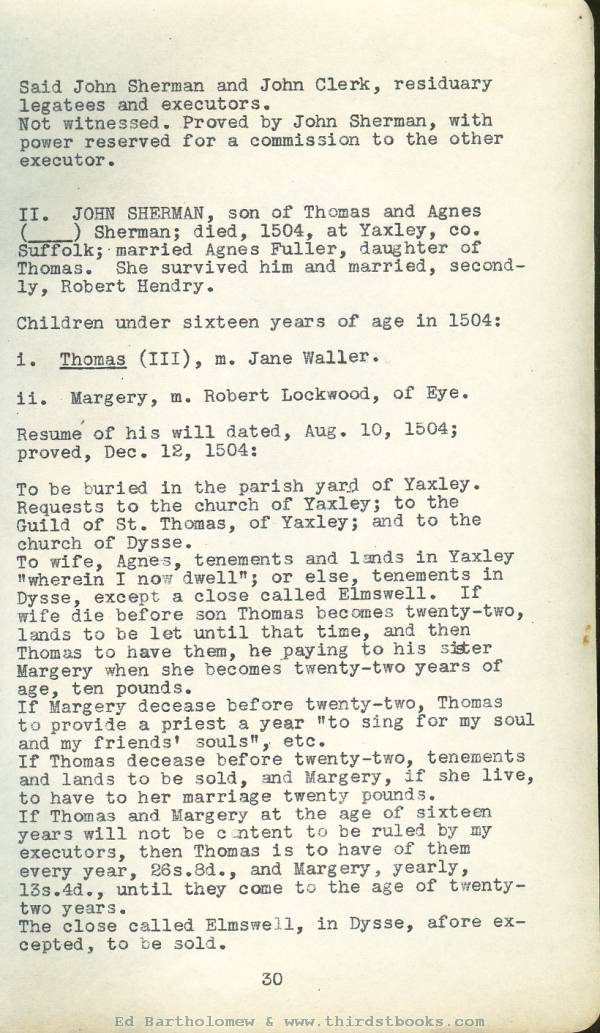 Said John Sherman and John Clerk, residuary
legatees and executors.
Not witnessed. Proved by John Sherman, with
power reserved for a commission to the other
executor.
II. JOHN SHERMAN, son of Thomas and Agnes
(____) Sherman; died, 1504, at Yaxley, co.
Suffolk; married Agnes Fuller, daughter of
Thomas. She survived him and married, second-
ly, Robert Hendry.
Children under sixteen years of age in 1504:
i. Thomas (III), m. Jane Waller.
ii. Margery, m. Robert Lockwood, of Eye.
Resumé of his will dated, Aug. 10, 1504;
proved, Dec. 12, 1504:
To be buried in the parish yard of Yaxley.
Requests to the church of Yaxley; to the
Guild of St. Thomas, of Yaxley; and to the
church of Dysse.
To wife, Agnes, tenements and lands in Yaxley
"wherein I now dwell"; or else, tenements in
Dysse, except a close called Elmswell. If
wife die before son Thomas becomes twenty-two,
lands to be let until that time, and then
Thomas to have them, he paying to his sister
Margery when she becomes twenty-two years of
age, ten pounds.
If Margery decease before twenty-two, Thomas
to provide a priest a year "to sing for my soul
and my friends' souls", etc.
If Thomas decease before twenty-two, tenements
and lands to be sold, and Margery, if she live,
to have to her marriage twenty pounds.
If Thomas and Margery at the age of sixteen
years will not be content to be ruled by my
executors, then Thomas is to have of them
every year, 26s.8d., and Margery, yearly,
13s.4d., until they come to the age of twenty-
two years.
The close called Elmswell, in Dysse, afore ex-
cepted, to be sold.
30
Ed Bartholomew & www.thirdstbooks.com